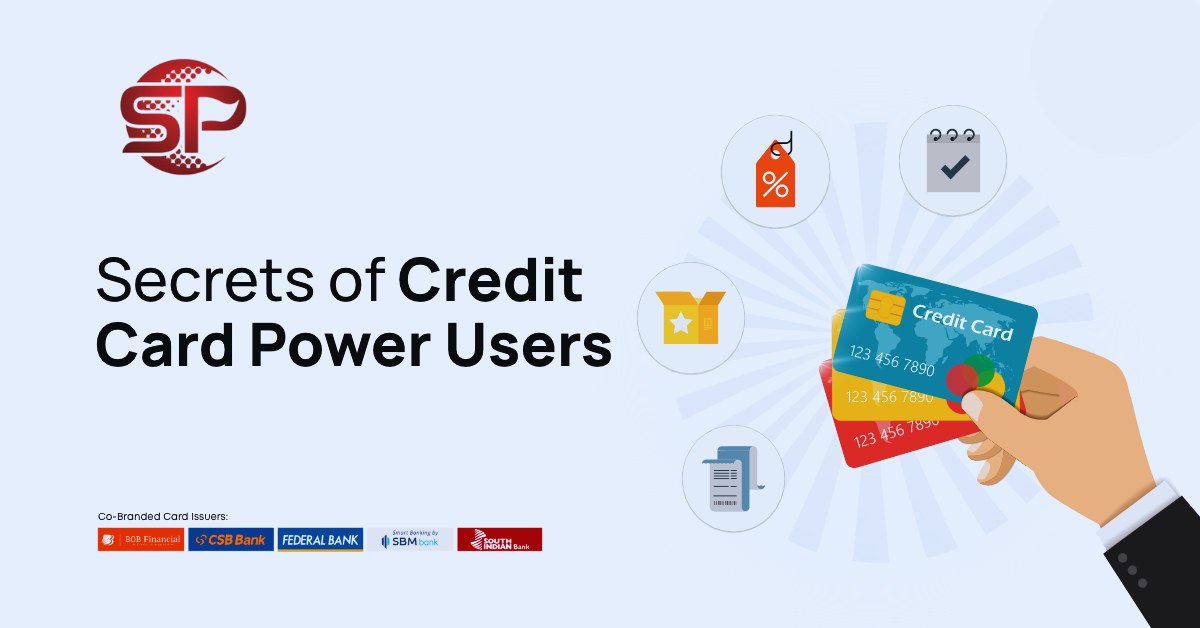 SP
Secrets of Credit
Card Power Users
%
Credit Card
123 456 7890
123 456 7890
123 456 7890
Co-Branded Card Issuers:
BOB Financial
CSB Bank
FEDERAL BANK
Smart Banking by
SBM bank
SOUTH
INDIAN Bank